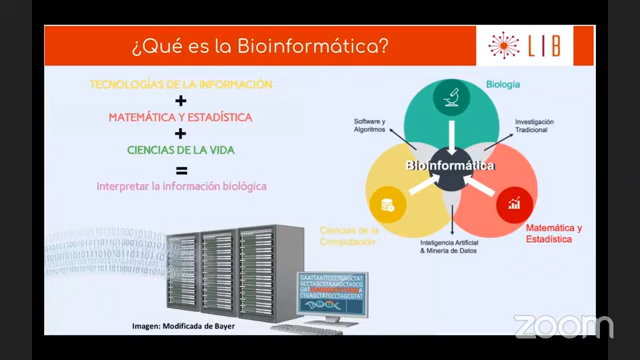 ¿Qué es la Bioinformática?
LIB
TECNOLOGÍAS DE LA INFORMACIÓN
+
MATEMÁTICA Y ESTADÍSTICA
+
CIENCIAS DE LA VIDA
=
Interpretar la información biológica
Biología
Software y
Algoritmos
Investigación
Tradicional
Bioinformática
Ciencias de la
Computación
Matemática y
Estadística
Inteligencia Artificial
& Minería de Datos
Imagen: Modificada de Bayer
zoom